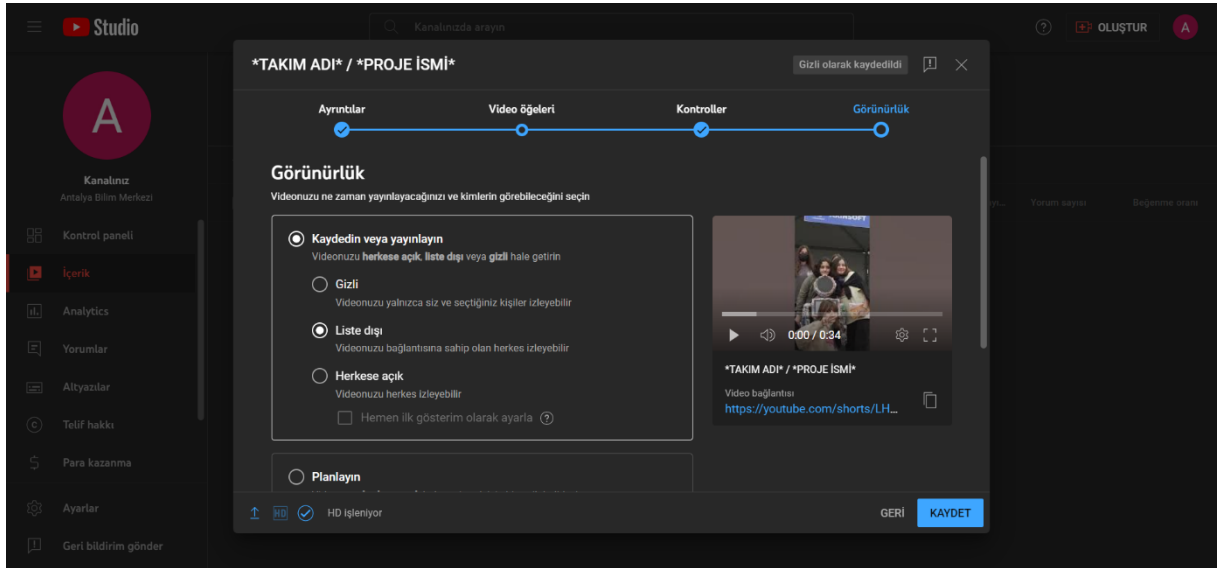 Studio
Kanalınızda arayın
OLUŞTUR
A
A
Kanalınız
Antalya Bilim Merkezi
Kontrol paneli
İçerik
Analytics
Yorumlar
Altyazılar
Telif hakkı
Para kazanma
Ayarlar
Geri bildirim gönder
*TAKIM ADI* / *PROJE İSMİ*
Gizli olarak kaydedildi
Ayrıntılar
Video öğeleri
Kontroller
Görünürlük
Görünürlük
Videonuzu ne zaman yayınlayacağınızı ve kimlerin görebileceğini seçin
Kaydedin veya yayınlayın
Videonuzu herkese açık, liste dışı veya gizli hale getirin
Gizli
Videonuzu yalnızca siz ve seçtiğiniz kişiler izleyebilir
Liste dışı
Videonuzu bağlantısına sahip olan herkes izleyebilir
Herkese açık
Videonuzu herkes izleyebilir
Hemen ilk gösterim olarak ayarla
Planlayın
0:00 / 0:34
*TAKIM ADI* / *PROJE İSMİ*
Video bağlantısı
https://youtube.com/shorts/LH...
Yorum sayısı
Beğenme oranı
HD
HD işleniyor
GERİ
KAYDET